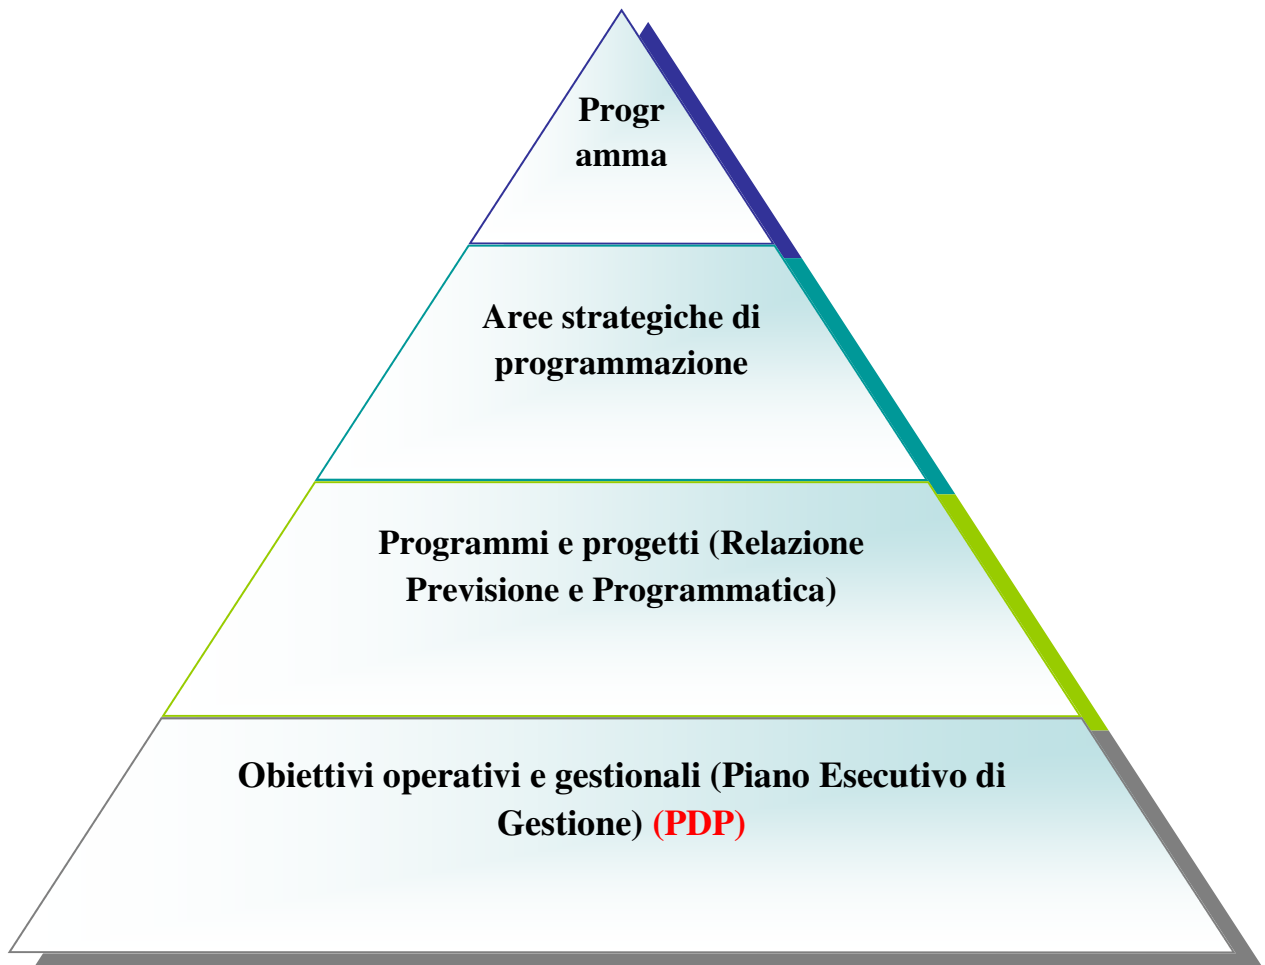 Progr
amma
Aree strategiche di
programmazione
Programmi e progetti (Relazione
Previsione e Programmatica)
Obiettivi operativi e gestionali (Piano Esecutivo di
Gestione) (PDP)